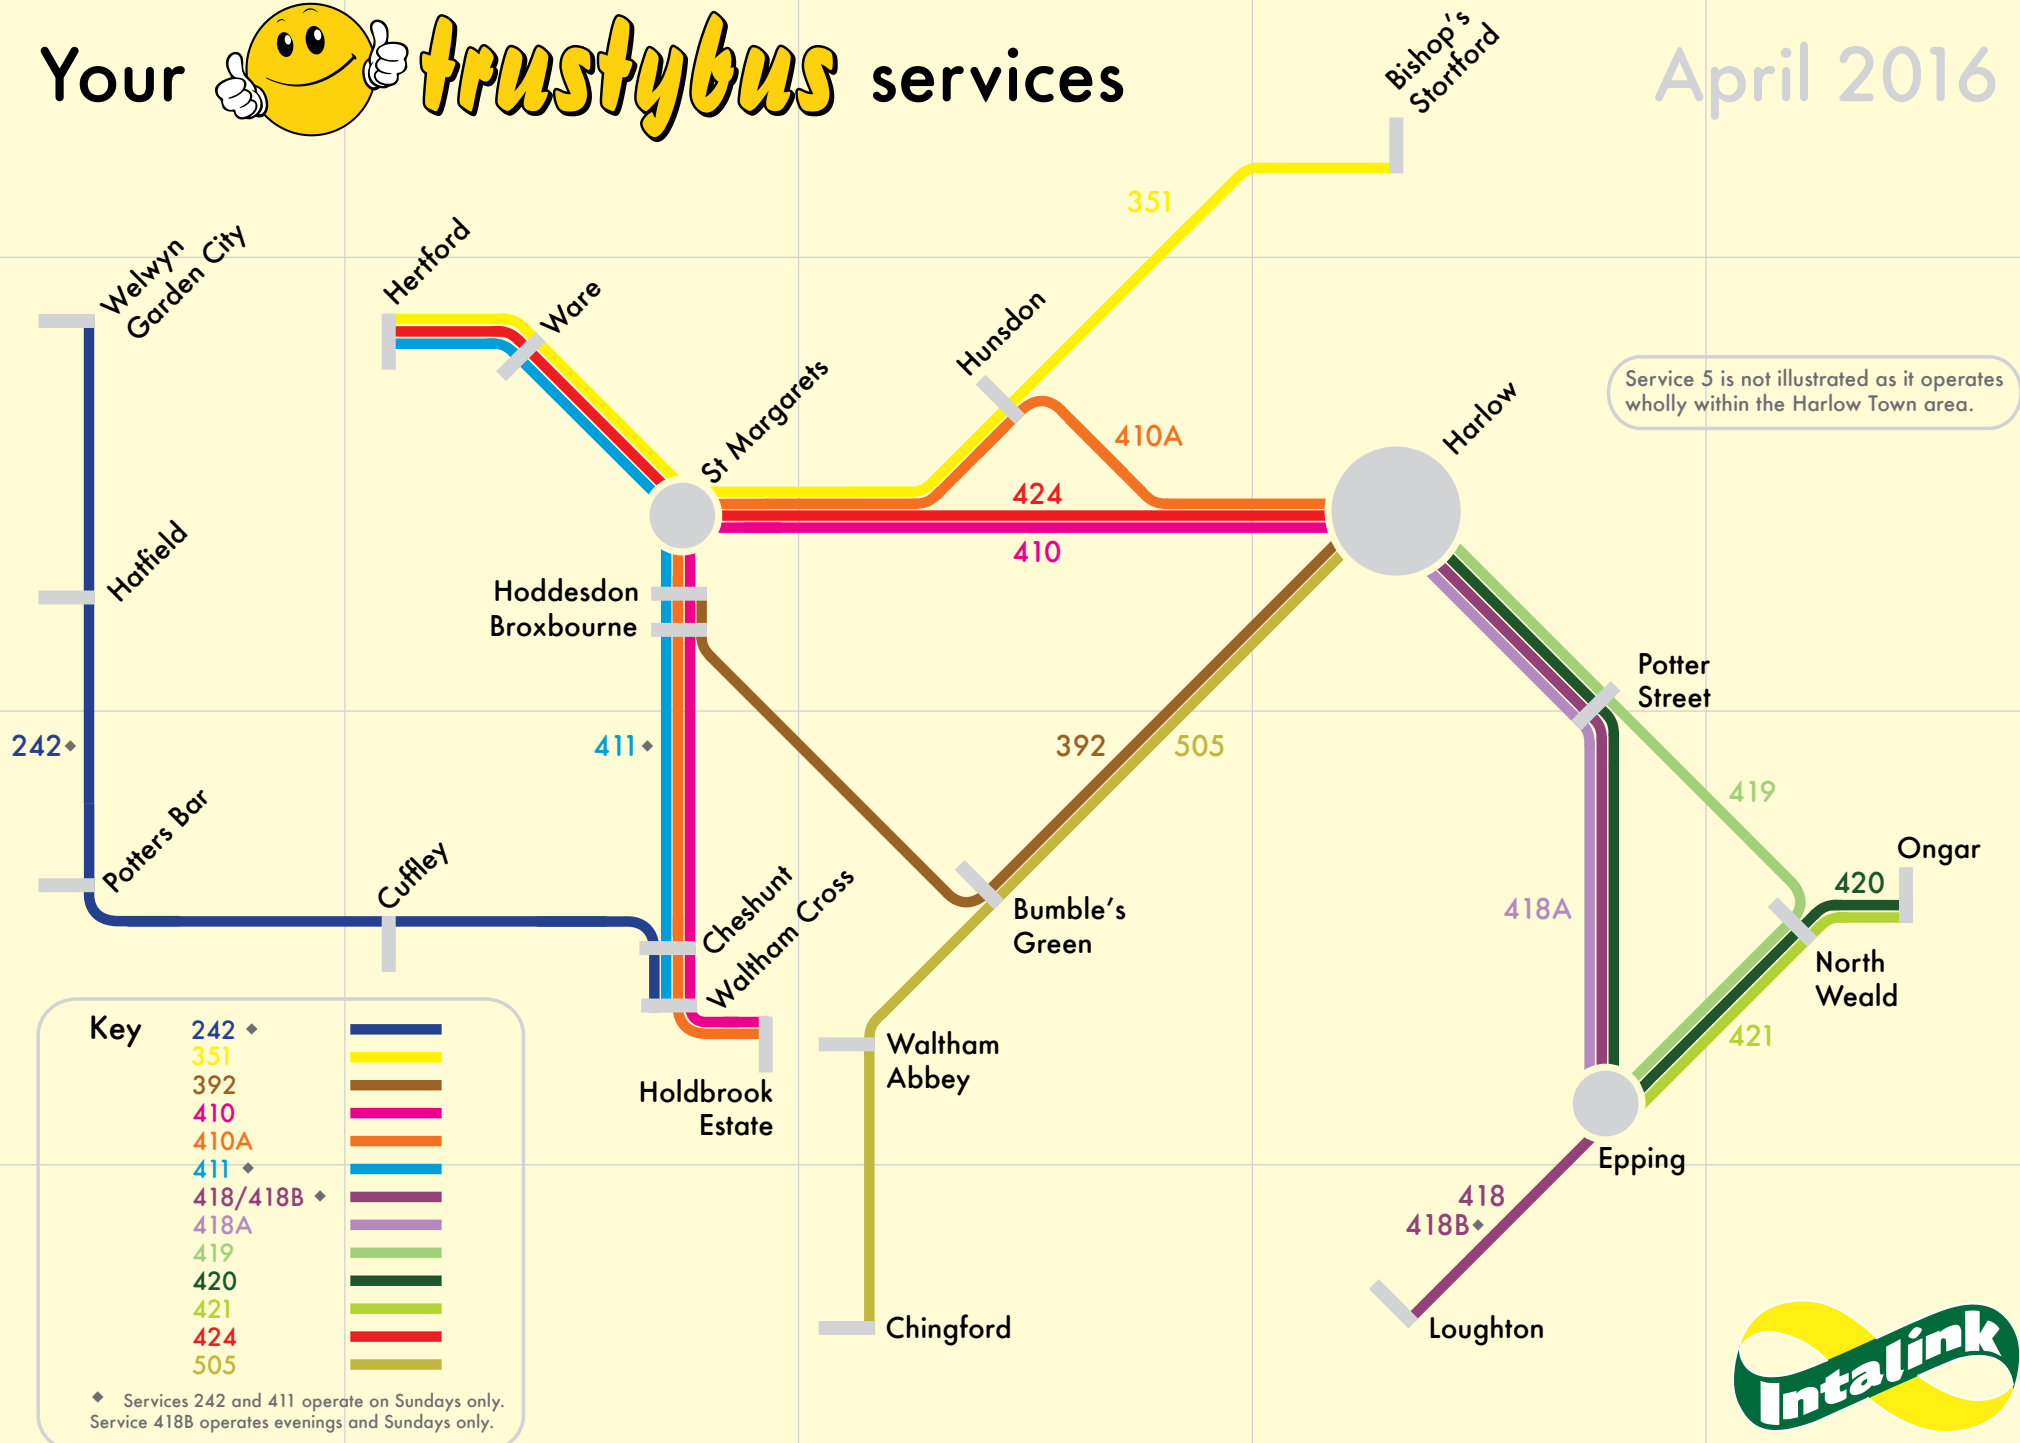 Your trustybus services
April 2016
Bishop's
Stortford
351
Welwyn
Garden City
Hertford
Ware
Hunsdon
St Margarets
Harlow
Service 5 is not illustrated as it operates
wholly within the Harlow Town area.
410A
424
410
Hatfield
Hoddesdon
Broxbourne
Potter
Street
242◆
411◆
392
505
419
Potters Bar
Cuffley
Cheshunt
Waltham Cross
Bumble's
Green
418A
420
Ongar
North
Weald
421
Waltham
Abbey
Holdbrook
Estate
Epping
418
418B◆
Chingford
Loughton
Key
242 ◆
351
392
410
410A
411 ◆
418/418B ◆
418A
419
420
421
424
505
◆ Services 242 and 411 operate on Sundays only.
Service 418B operates evenings and Sundays only.
Intalink